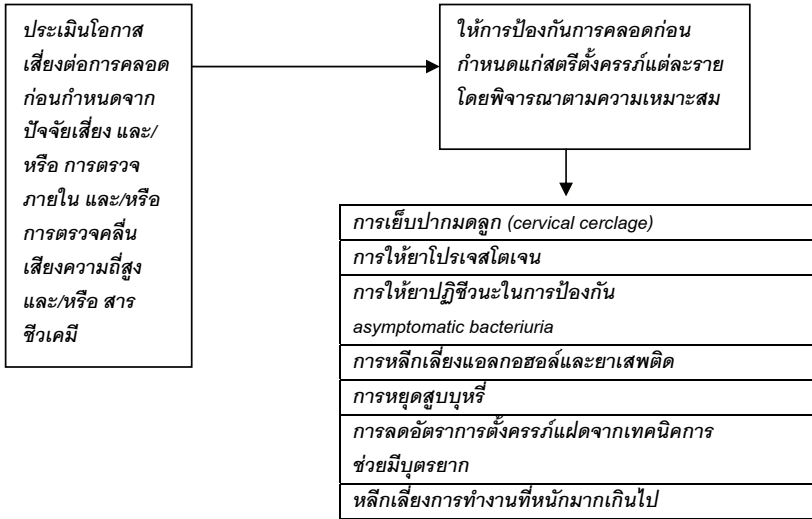 ประเมินโอกาส
เสี่ยงต่อการคลอด
ก่อนกำหนดจาก
ปัจจัยเสี่ยง และ/
หรือ การตรวจ
ภายใน และ/หรือ
การตรวจคลื่น
เสียงความถี่สูง
และ/หรือ สาร
ชีวเคมี
ให้การป้องกันการคลอดก่อน
กำหนดแก่สตรีตั้งครรภ์แต่ละราย
โดยพิจารณาตามความเหมาะสม
การเย็บปากมดลูก (cervical cerclage)
การให้ยาโปรเจสโตเจน
การให้ยาปฏิชีวนะในการป้องกัน
asymptomatic bacteriuria
การหลีกเลี่ยงแอลกอฮอล์และยาเสพติด
การหยุดสูบบุหรี่
การลดอัตราการตั้งครรภ์แฝดจากเทคนิคการ
ช่วยมีบุตรยาก
หลีกเลี่ยงการทำงานที่หนักมากเกินไป